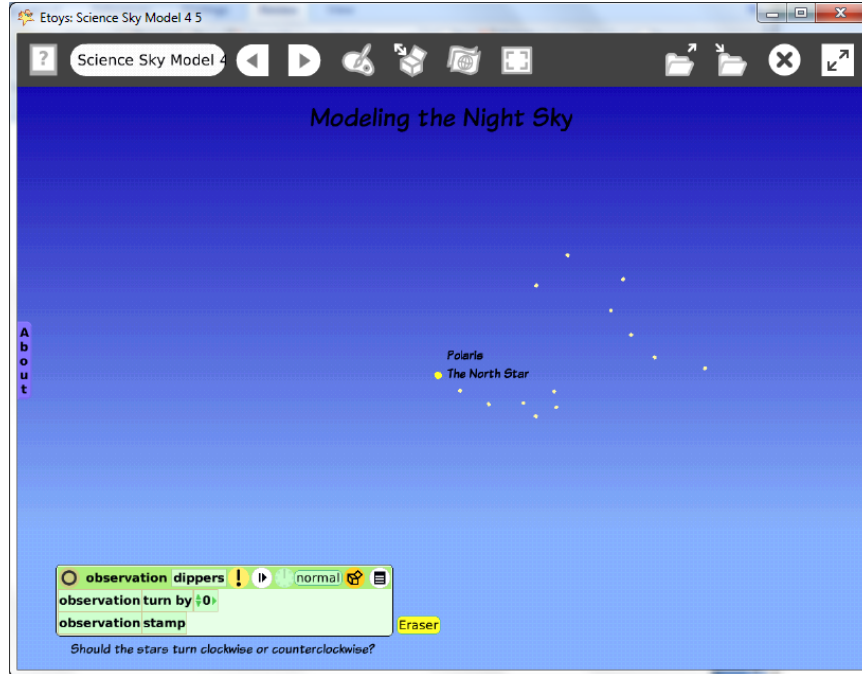 Etoys: Science Sky Model 4 5
? Science Sky Model 4
Modeling the Night Sky
About
Polaris
The North Star
observation dippers ! normal
observation turn by 0
observation stamp
Eraser
Should the stars turn clockwise or counterclockwise?